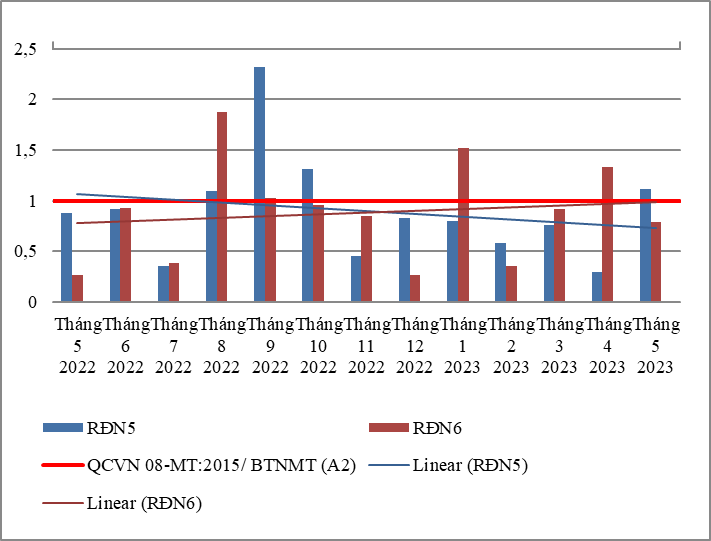 2,5
2
1,5
1
0,5
0
Tháng Tháng Tháng Tháng Tháng Tháng Tháng Tháng Tháng Tháng Tháng Tháng Tháng
5 6 7 8 9 10 11 12 1 2 3 4 5
2022 2022 2022 2022 2022 2022 2022 2022 2023 2023 2023 2023 2023
RĐN5 RĐN6
QCVN 08-MT:2015/ BTNMT (A2) Linear (RĐN5)
Linear (RĐN6)